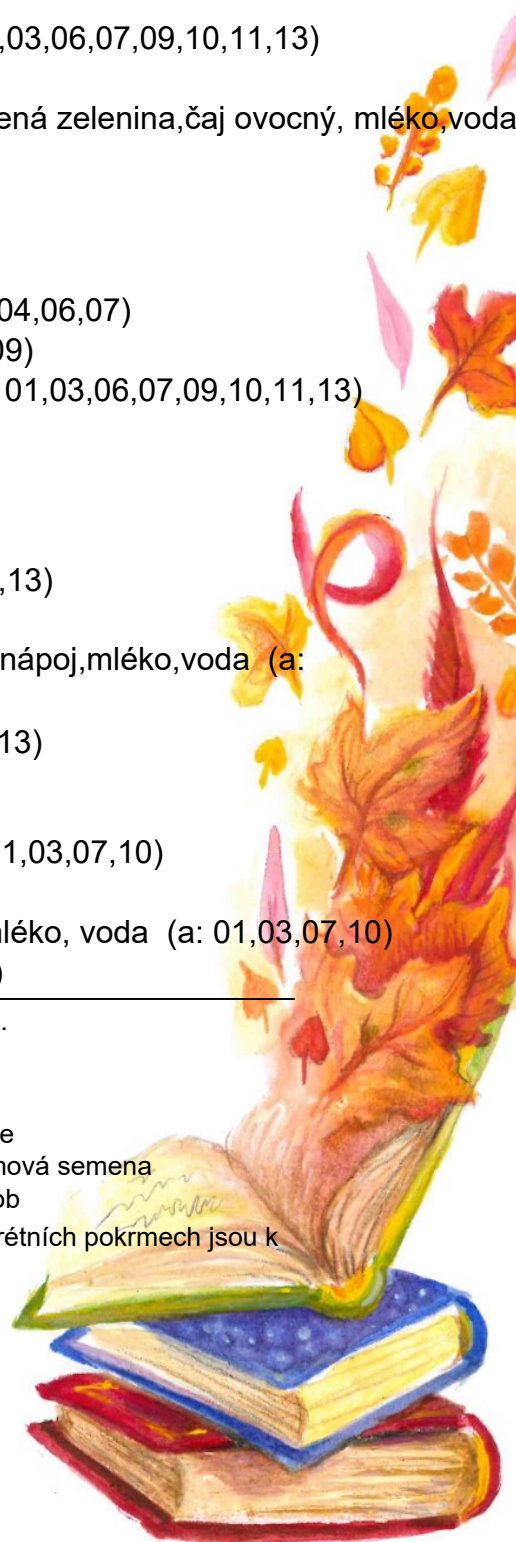 ,03,06,07,09,10,11,13)
ená zelenina,čaj ovocný, mléko,voda
04,06,07)
09)
01,03,06,07,09,10,11,13)
,13)
nápoj,mléko,voda  (a:
13)
1,03,07,10)
mléko, voda  (a: 01,03,07,10)
)
.
e
nová semena
ob
rétních pokrmech jsou k